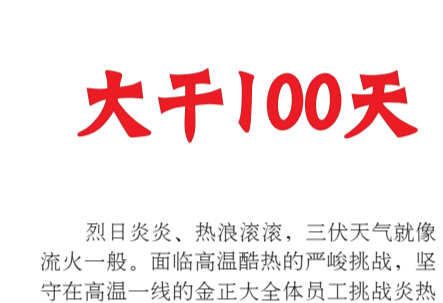 大干100天
烈日炎炎、热浪滚滚，三伏天气就像
流火一般。面临高温酷热的严峻挑战，坚
守在高温一线的金正大全体员工挑战炎热